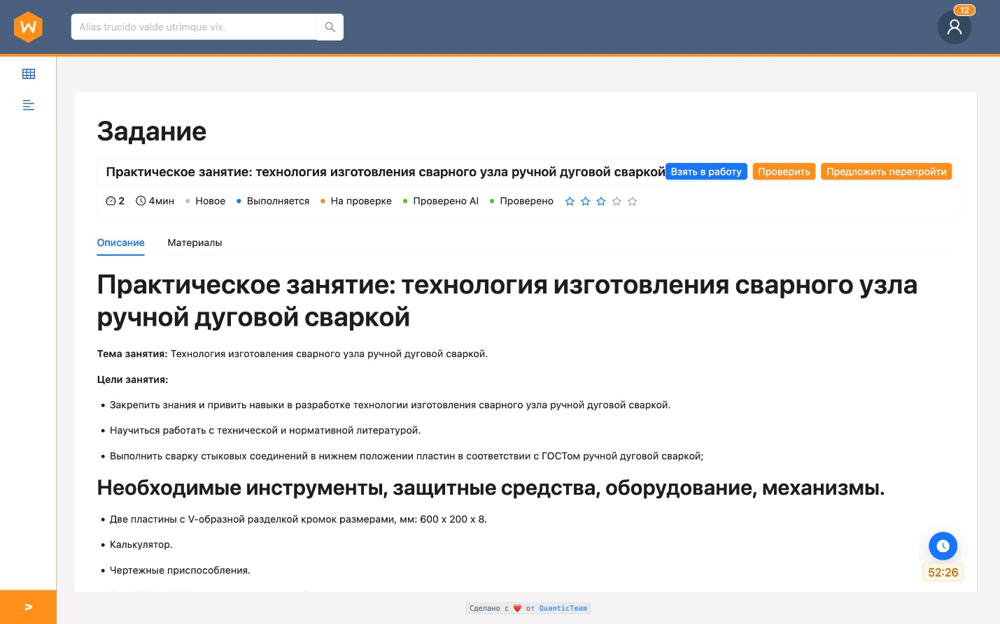 W
Alias trucido valde utrimque vix.
12
Задание
Практическое занятие: технология изготовления сварного узла ручной дуговой сваркой
Взять в работу
Проверить
Предложить перепройти
2
4мин
Новое
Выполняется
На проверке
Проверено AI
Проверено
Описание
Материалы
Практическое занятие: технология изготовления сварного узла
ручной дуговой сваркой
Тема занятия: Технология изготовления сварного узла ручной дуговой сваркой.
Цели занятия:
• Закрепить знания и привить навыки в разработке технологии изготовления сварного узла ручной дуговой сваркой.
• Научиться работать с технической и нормативной литературой.
• Выполнить сварку стыковых соединений в нижнем положении пластин в соответствии с ГОСТом ручной дуговой сваркой;
Необходимые инструменты, защитные средства, оборудование, механизмы.
• Две пластины с V-образной разделкой кромок размерами, мм: 600 х 200 х 8.
• Калькулятор.
• Чертежные приспособления.
52:26
>
Сделано с ❤️ от QuanticTeam